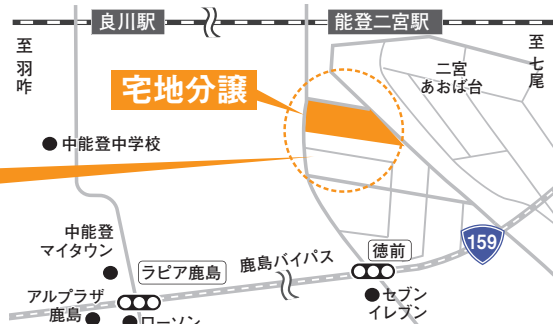 良川駅
能登二宮駅
至
羽
咋
至
七
尾
宅地分譲
二宮
あおば台
中能登中学校
159
中能登
マイタウン
ラピア鹿島
鹿島バイパス
徳前
アルプラザ
鹿島
ローソン
セブン
イレブン